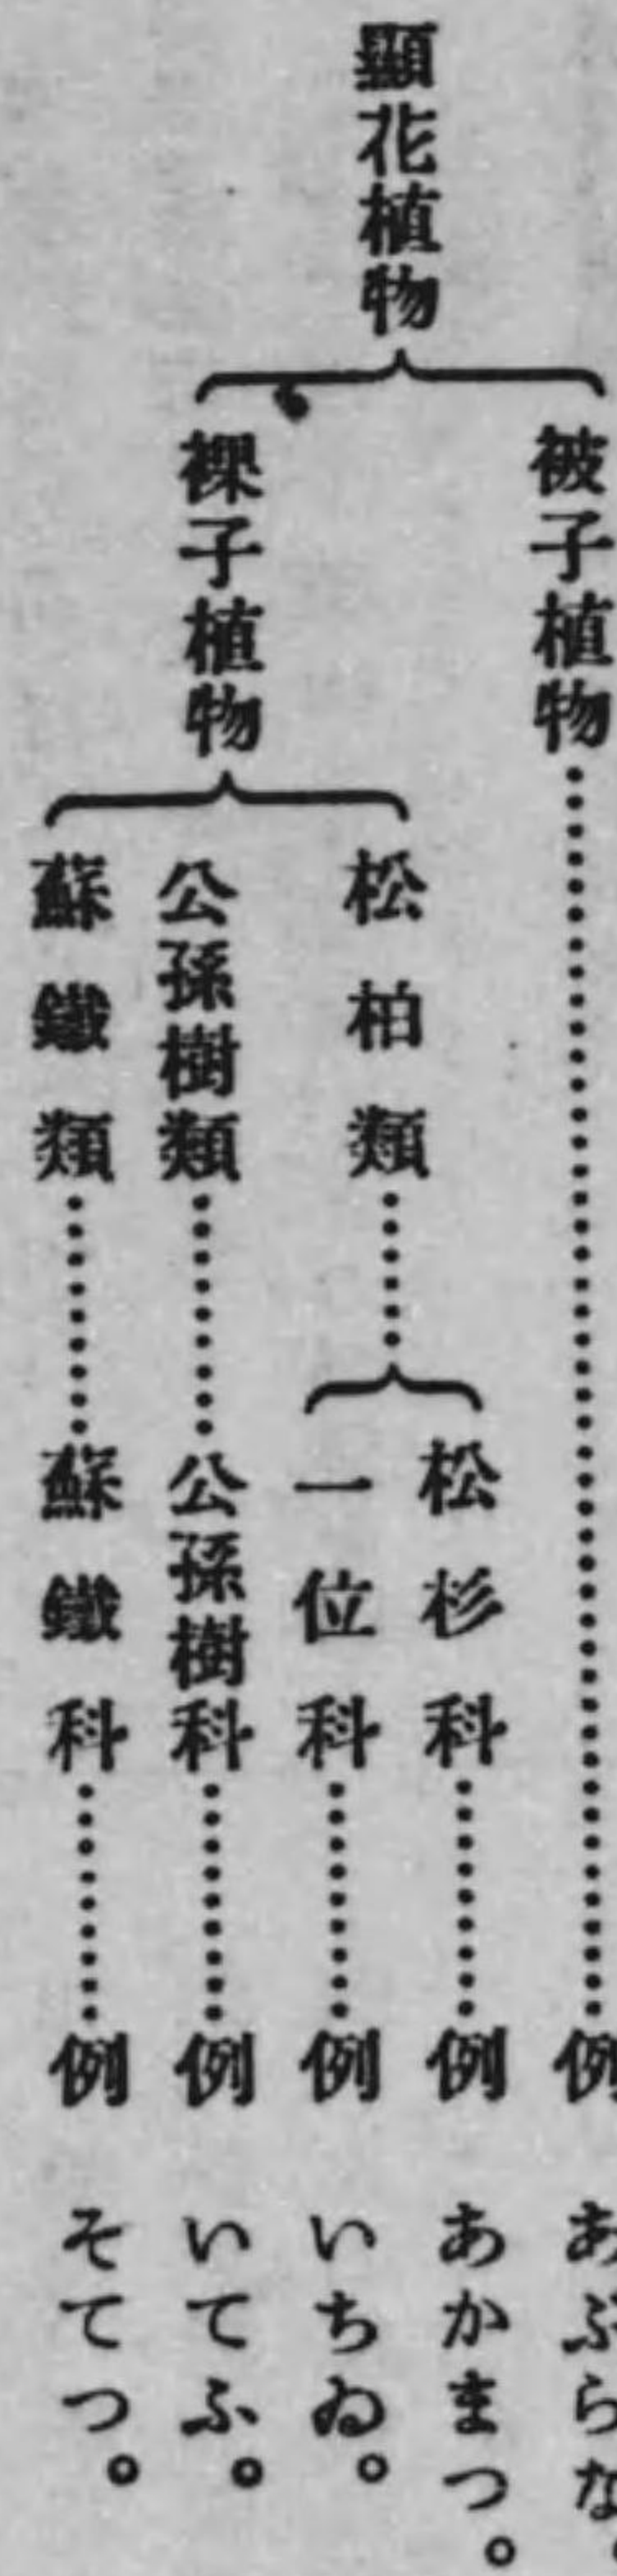 顯花植物
被子植物……例 あぶらな。
裸子植物
松柏類……
松杉科……例 あかまつ。
一位科……例 いちゐ。
公孫樹類……公孫樹科……例 いてふ。
蘇鐵類……蘇鐵科……例 そてつ。